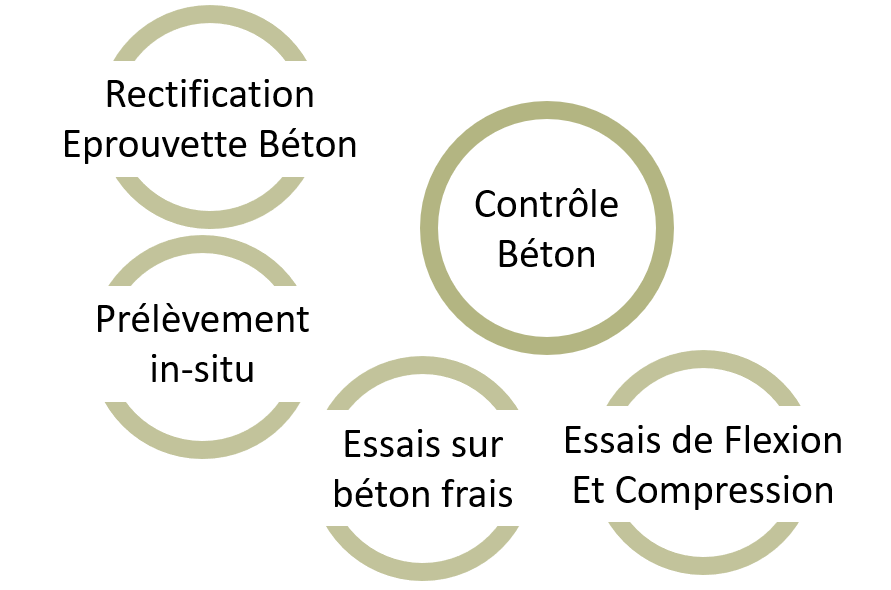 Rectification
Eprouvette Béton
Contrôle
Béton
Prélèvement
in-situ
Essais sur
béton frais
Essais de Flexion
Et Compression